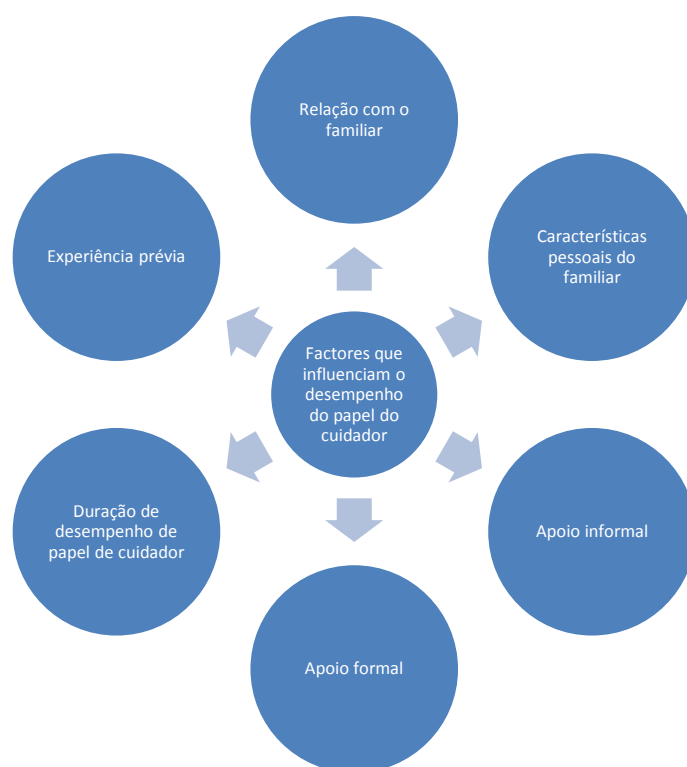 Relação com o
familiar
Características
pessoais do
familiar
Experiência prévia
Factores que
influenciam o
desempenho
do papel do
cuidador
Duração de
desempenho de
papel de cuidador
Apoio informal
Apoio formal